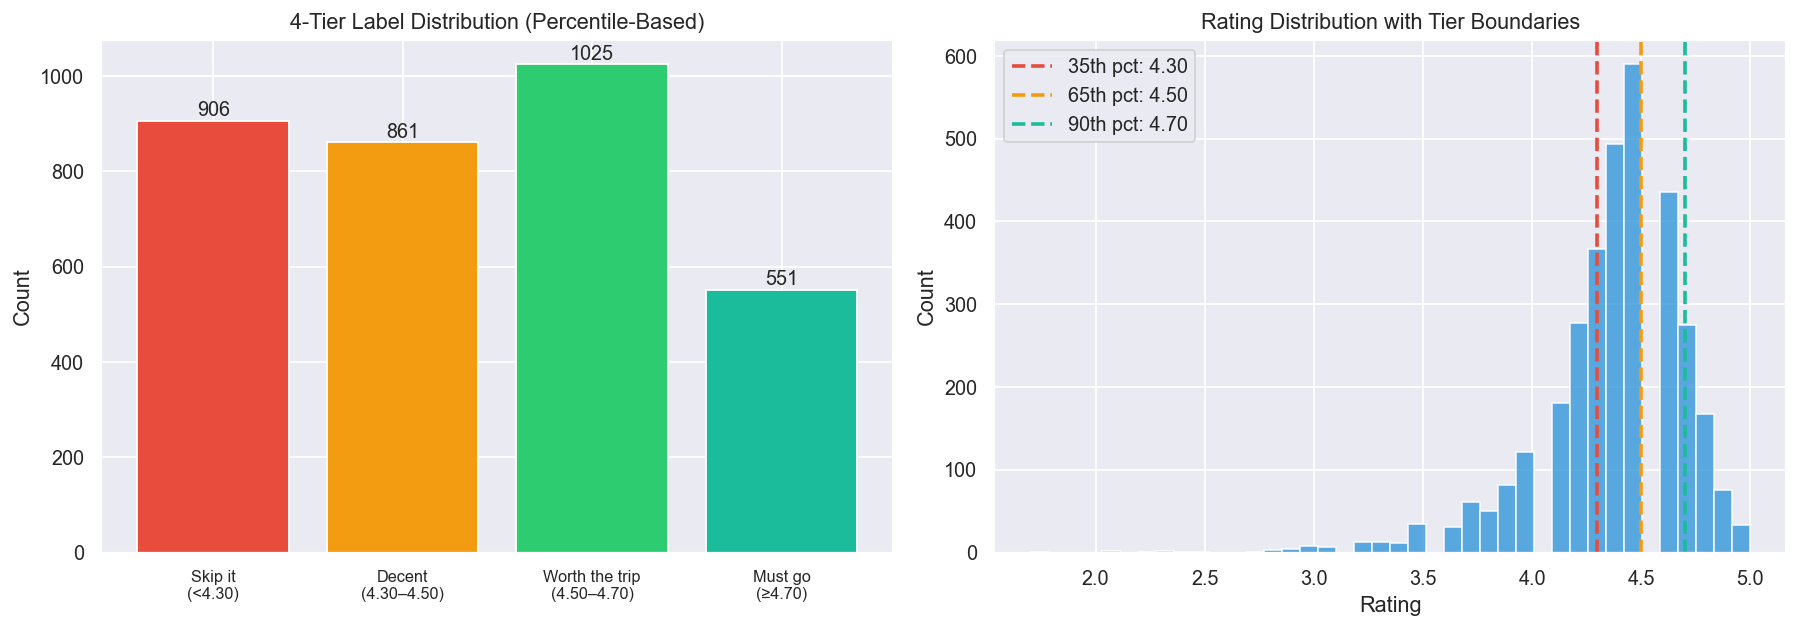 4-Tier Label Distribution (Percentile-Based)
Count
1000
800
600
400
200
0
906
861
1025
551
Skip it
(<4.30)
Decent
(4.30–4.50)
Worth the trip
(4.50–4.70)
Must go
(≥4.70)
Rating Distribution with Tier Boundaries
35th pct: 4.30
65th pct: 4.50
90th pct: 4.70
Count
600
500
400
300
200
100
0
2.0
2.5
3.0
3.5
4.0
4.5
5.0
Rating